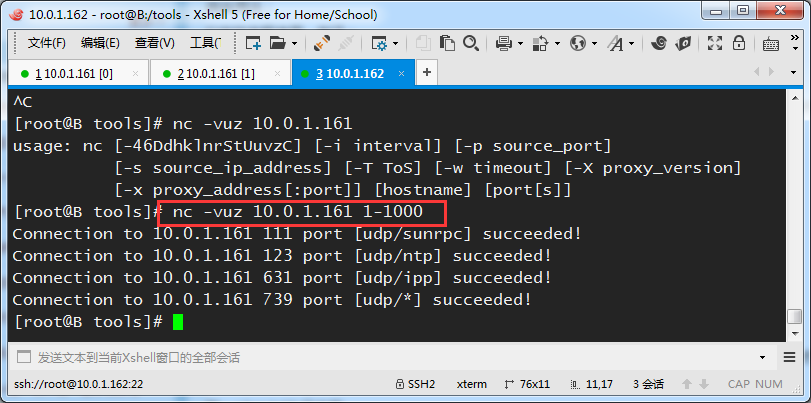 10.0.1.162 - root@B:/tools - Xshell 5 (Free for Home/School)
文件(F) 编辑(E) 查看(V) 工具(
1 10.0.1.161 [0] × 2 10.0.1.161 [1] × 3 10.0.1.162 × +
^C
[root@B tools]# nc -vuz 10.0.1.161
usage: nc [-46DdhklnrStUuvzC] [-i interval] [-p source_port]
[-s source_ip_address] [-T ToS] [-w timeout] [-X proxy_version]
[-x proxy_address[:port]] [hostname] [port[s]]
[root@B tools]# nc -vuz 10.0.1.161 1-1000
Connection to 10.0.1.161 111 port [udp/sunrpc] succeeded!
Connection to 10.0.1.161 123 port [udp/ntp] succeeded!
Connection to 10.0.1.161 631 port [udp/ipp] succeeded!
Connection to 10.0.1.161 739 port [udp/*] succeeded!
[root@B tools]#
发送文本到当前Xshell窗口的全部会话
ssh://root@10.0.1.162:22 SSH2 xterm 76x11 11,17 3 会话 CAP NUM